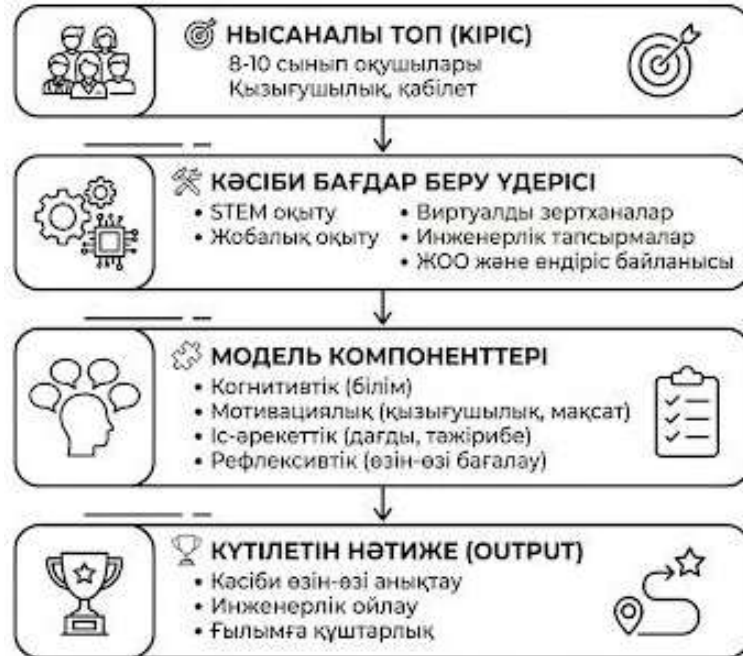 НЫСАНАЛЫ ТОП (КІРІС)
8-10 сынып оқушылары
Қызығушылық, қабілет
КӘСІБИ БАҒДАР БЕРУ ҮДЕРІСІ
• STEM оқыту
• Жобалық оқыту
• Виртуалды зертханалар
• Инженерлік тапсырмалар
• ЖОО және өндіріс байланысы
МОДЕЛЬ КОМПОНЕНТТЕРІ
• Когнитивтік (білім)
• Мотивациялық (қызығушылық, мақсат)
• Іс-әрекеттік (дағды, тәжірибе)
• Рефлексивтік (өзін-өзі бағалау)
КҮТІЛЕТІН НӘТИЖЕ (OUTPUT)
• Кәсіби өзін-өзі анықтау
• Инженерлік ойлау
• Ғылымға құштарлық